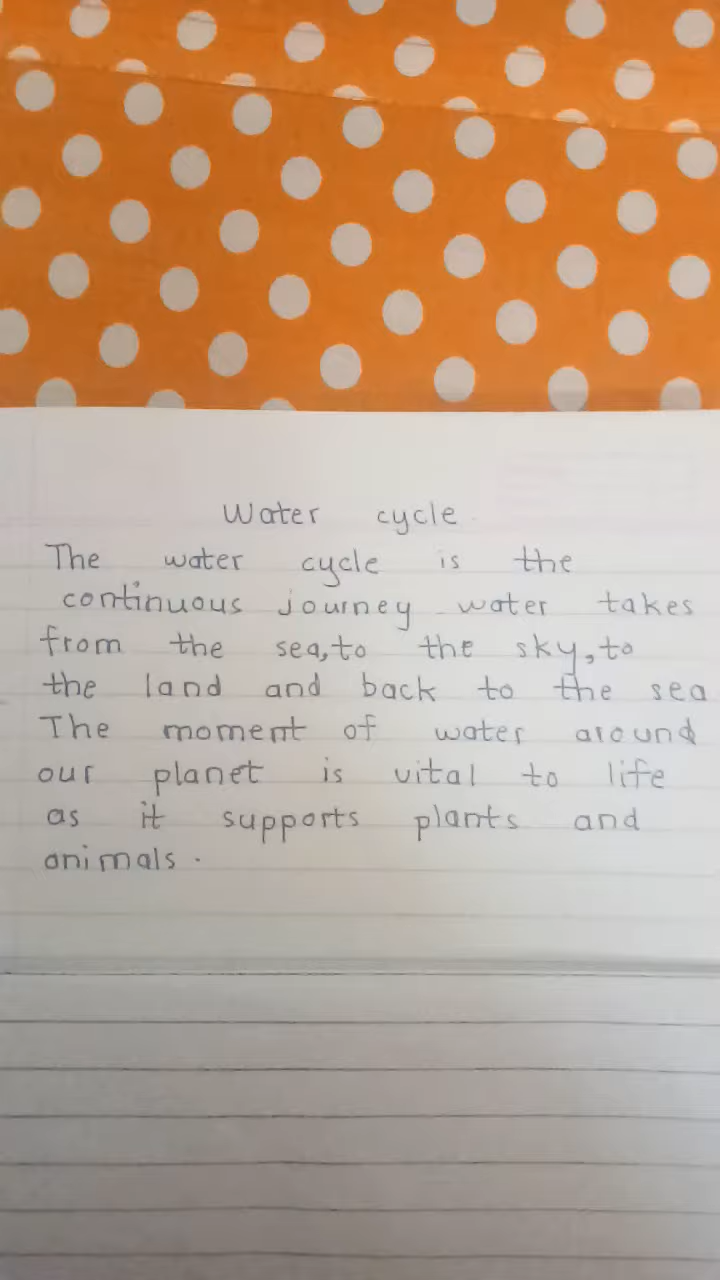 Water cycle
The water cycle is the
continuous journey water takes
from the sea,to the sky,to
the land and back to the sea
The moment of water around
our planet is vital to life
as it supports plants and
animals.